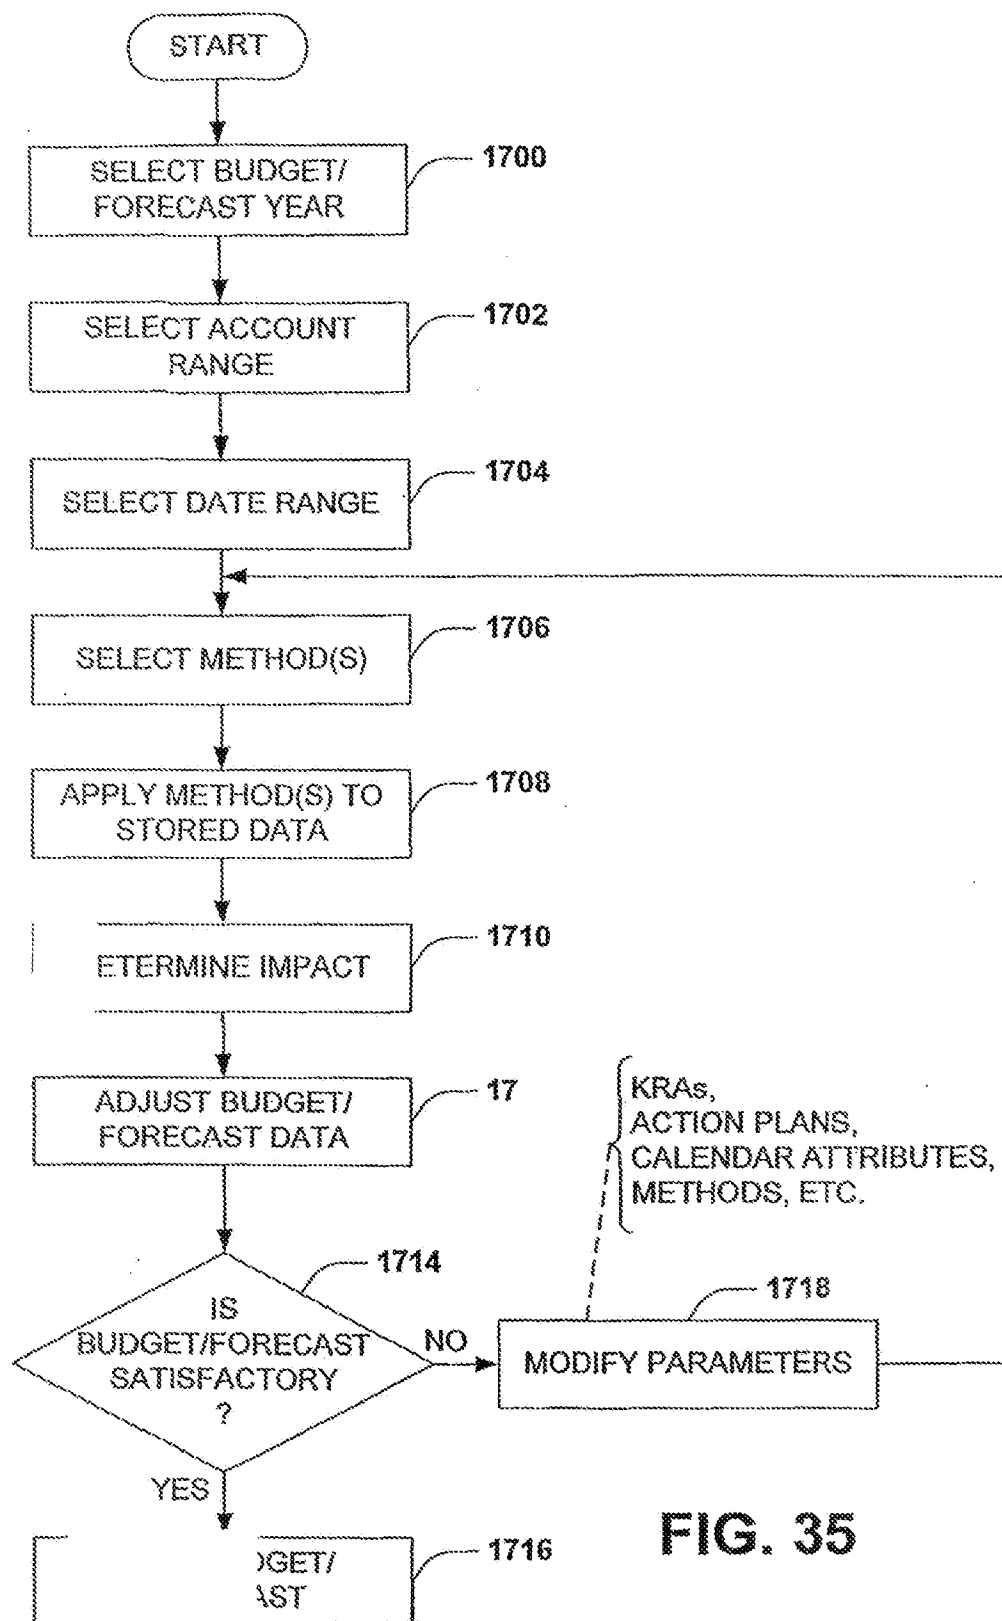 START
SELECT BUDGET/
FORECAST YEAR
1700
SELECT ACCOUNT
RANGE
1702
SELECT DATE RANGE
1704
SELECT METHOD(S)
1706
APPLY METHOD(S) TO
STORED DATA
1708
ETERMINE IMPACT
1710
ADJUST BUDGET/
FORECAST DATA
17
KRAs,
ACTION PLANS,
CALENDAR ATTRIBUTES,
METHODS, ETC.
IS
BUDGET/FORECAST
SATISFACTORY
?
1714
NO
MODIFY PARAMETERS
1718
YES
DGET/
AST
1716
FIG. 35